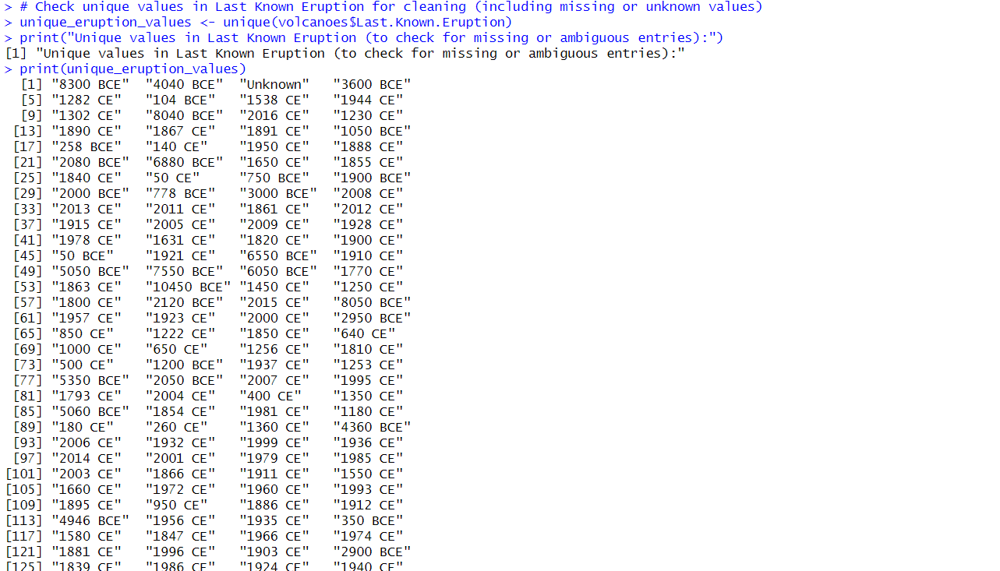 > # Check unique values in Last Known Eruption for cleaning (including missing or unknown values)
> unique_eruption_values <- unique(volcanoes$Last.Known.Eruption)
> print("Unique values in Last Known Eruption (to check for missing or ambiguous entries):")
[1] "Unique values in Last Known Eruption (to check for missing or ambiguous entries):"
> print(unique_eruption_values)
[1] "8300 BCE" "4040 BCE" "Unknown" "3600 BCE"
[5] "1282 CE" "104 BCE" "1538 CE" "1944 CE"
[9] "1302 CE" "8040 BCE" "2016 CE" "1230 CE"
[13] "1890 CE" "1867 CE" "1891 CE" "1050 BCE"
[17] "258 BCE" "140 CE" "1950 CE" "1888 CE"
[21] "2080 BCE" "6880 BCE" "1650 CE" "1855 CE"
[25] "1840 CE" "50 CE" "750 BCE" "1900 BCE"
[29] "2000 BCE" "778 BCE" "3000 BCE" "2008 CE"
[33] "2013 CE" "2011 CE" "1861 CE" "2012 CE"
[37] "1915 CE" "2005 CE" "2009 CE" "1928 CE"
[41] "1978 CE" "1631 CE" "1820 CE" "1900 CE"
[45] "50 BCE" "1921 CE" "6550 BCE" "1910 CE"
[49] "5050 BCE" "7550 BCE" "6050 BCE" "1770 CE"
[53] "1863 CE" "10450 BCE" "1450 CE" "1250 CE"
[57] "1800 CE" "2120 BCE" "2015 CE" "8050 BCE"
[61] "1957 CE" "1923 CE" "2000 CE" "2950 BCE"
[65] "850 CE" "1222 CE" "1850 CE" "640 CE"
[69] "1000 CE" "650 CE" "1256 CE" "1810 CE"
[73] "500 CE" "1200 BCE" "1937 CE" "1253 CE"
[77] "5350 BCE" "2050 BCE" "2007 CE" "1995 CE"
[81] "1793 CE" "2004 CE" "400 CE" "1350 CE"
[85] "5060 BCE" "1854 CE" "1981 CE" "1180 CE"
[89] "180 CE" "260 CE" "1360 CE" "4360 BCE"
[93] "2006 CE" "1932 CE" "1999 CE" "1936 CE"
[97] "2014 CE" "2001 CE" "1979 CE" "1985 CE"
[101] "2003 CE" "1866 CE" "1911 CE" "1550 CE"
[105] "1660 CE" "1972 CE" "1960 CE" "1993 CE"
[109] "1895 CE" "950 CE" "1886 CE" "1912 CE"
[113] "4946 BCE" "1956 CE" "1935 CE" "350 BCE"
[117] "1580 CE" "1847 CE" "1966 CE" "1974 CE"
[121] "1881 CE" "1996 CE" "1903 CE" "2900 BCE"
[125] "1839 CE" "1986 CE" "1924 CE" "1940 CE"